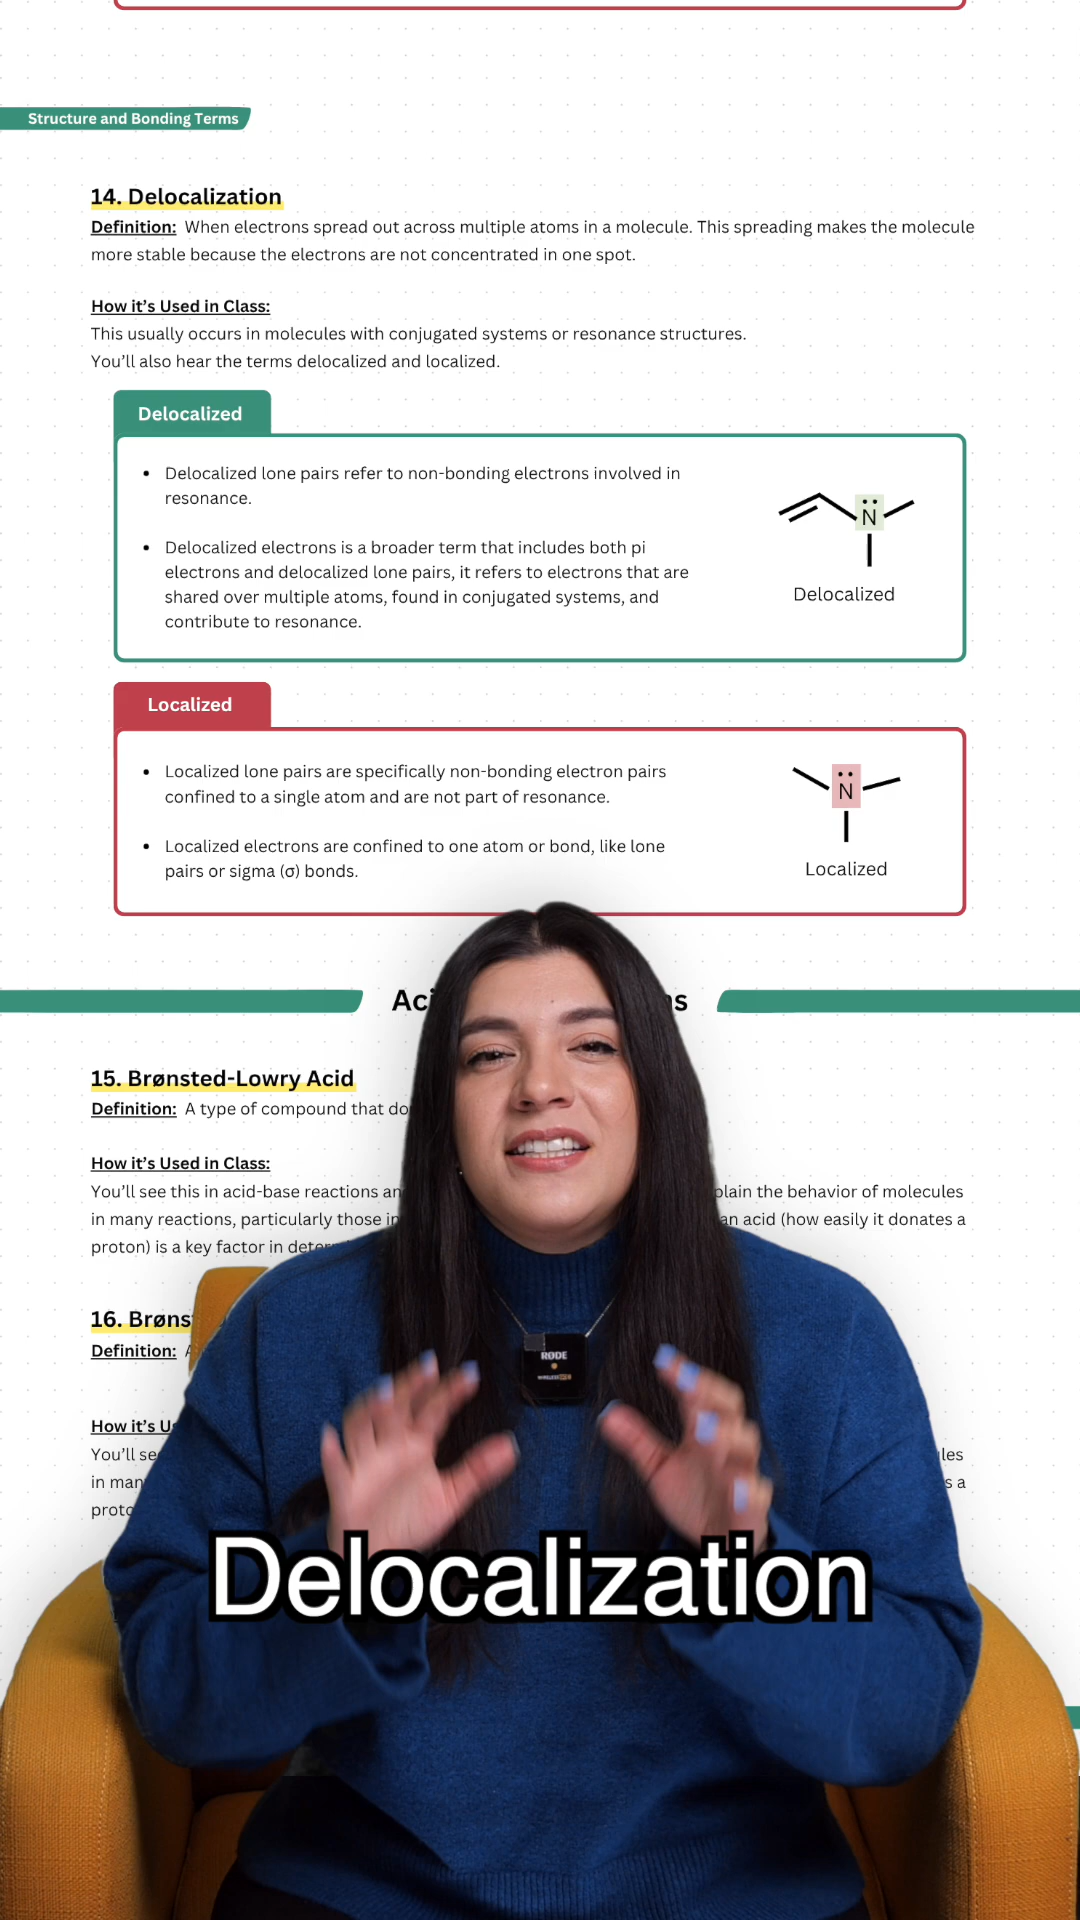 Structure and Bonding Terms
14. Delocalization
Definition: When electrons spread out across multiple atoms in a molecule. This spreading makes the molecule
more stable because the electrons are not concentrated in one spot.
How it's Used in Class:
This usually occurs in molecules with conjugated systems or resonance structures.
You'll also hear the terms delocalized and localized.
Delocalized
• Delocalized lone pairs refer to non-bonding electrons involved in
resonance.
• Delocalized electrons is a broader term that includes both pi
electrons and delocalized lone pairs, it refers to electrons that are
shared over multiple atoms, found in conjugated systems, and
contribute to resonance.
N
Delocalized
Localized
• Localized lone pairs are specifically non-bonding electron pairs
confined to a single atom and are not part of resonance.
• Localized electrons are confined to one atom or bond, like lone
pairs or sigma (σ) bonds.
N
Localized
15. Brønsted-Lowry Acid
Definition: A type of compound that
How it's Used in Class:
You'll see this in acid-base reactions plain the behavior of molecules
in many reactions, particularly those an acid (how easily it donates a
proton) is a key factor in
16.
Definition:
How it's
You'll
in
RØDE
Delocalization